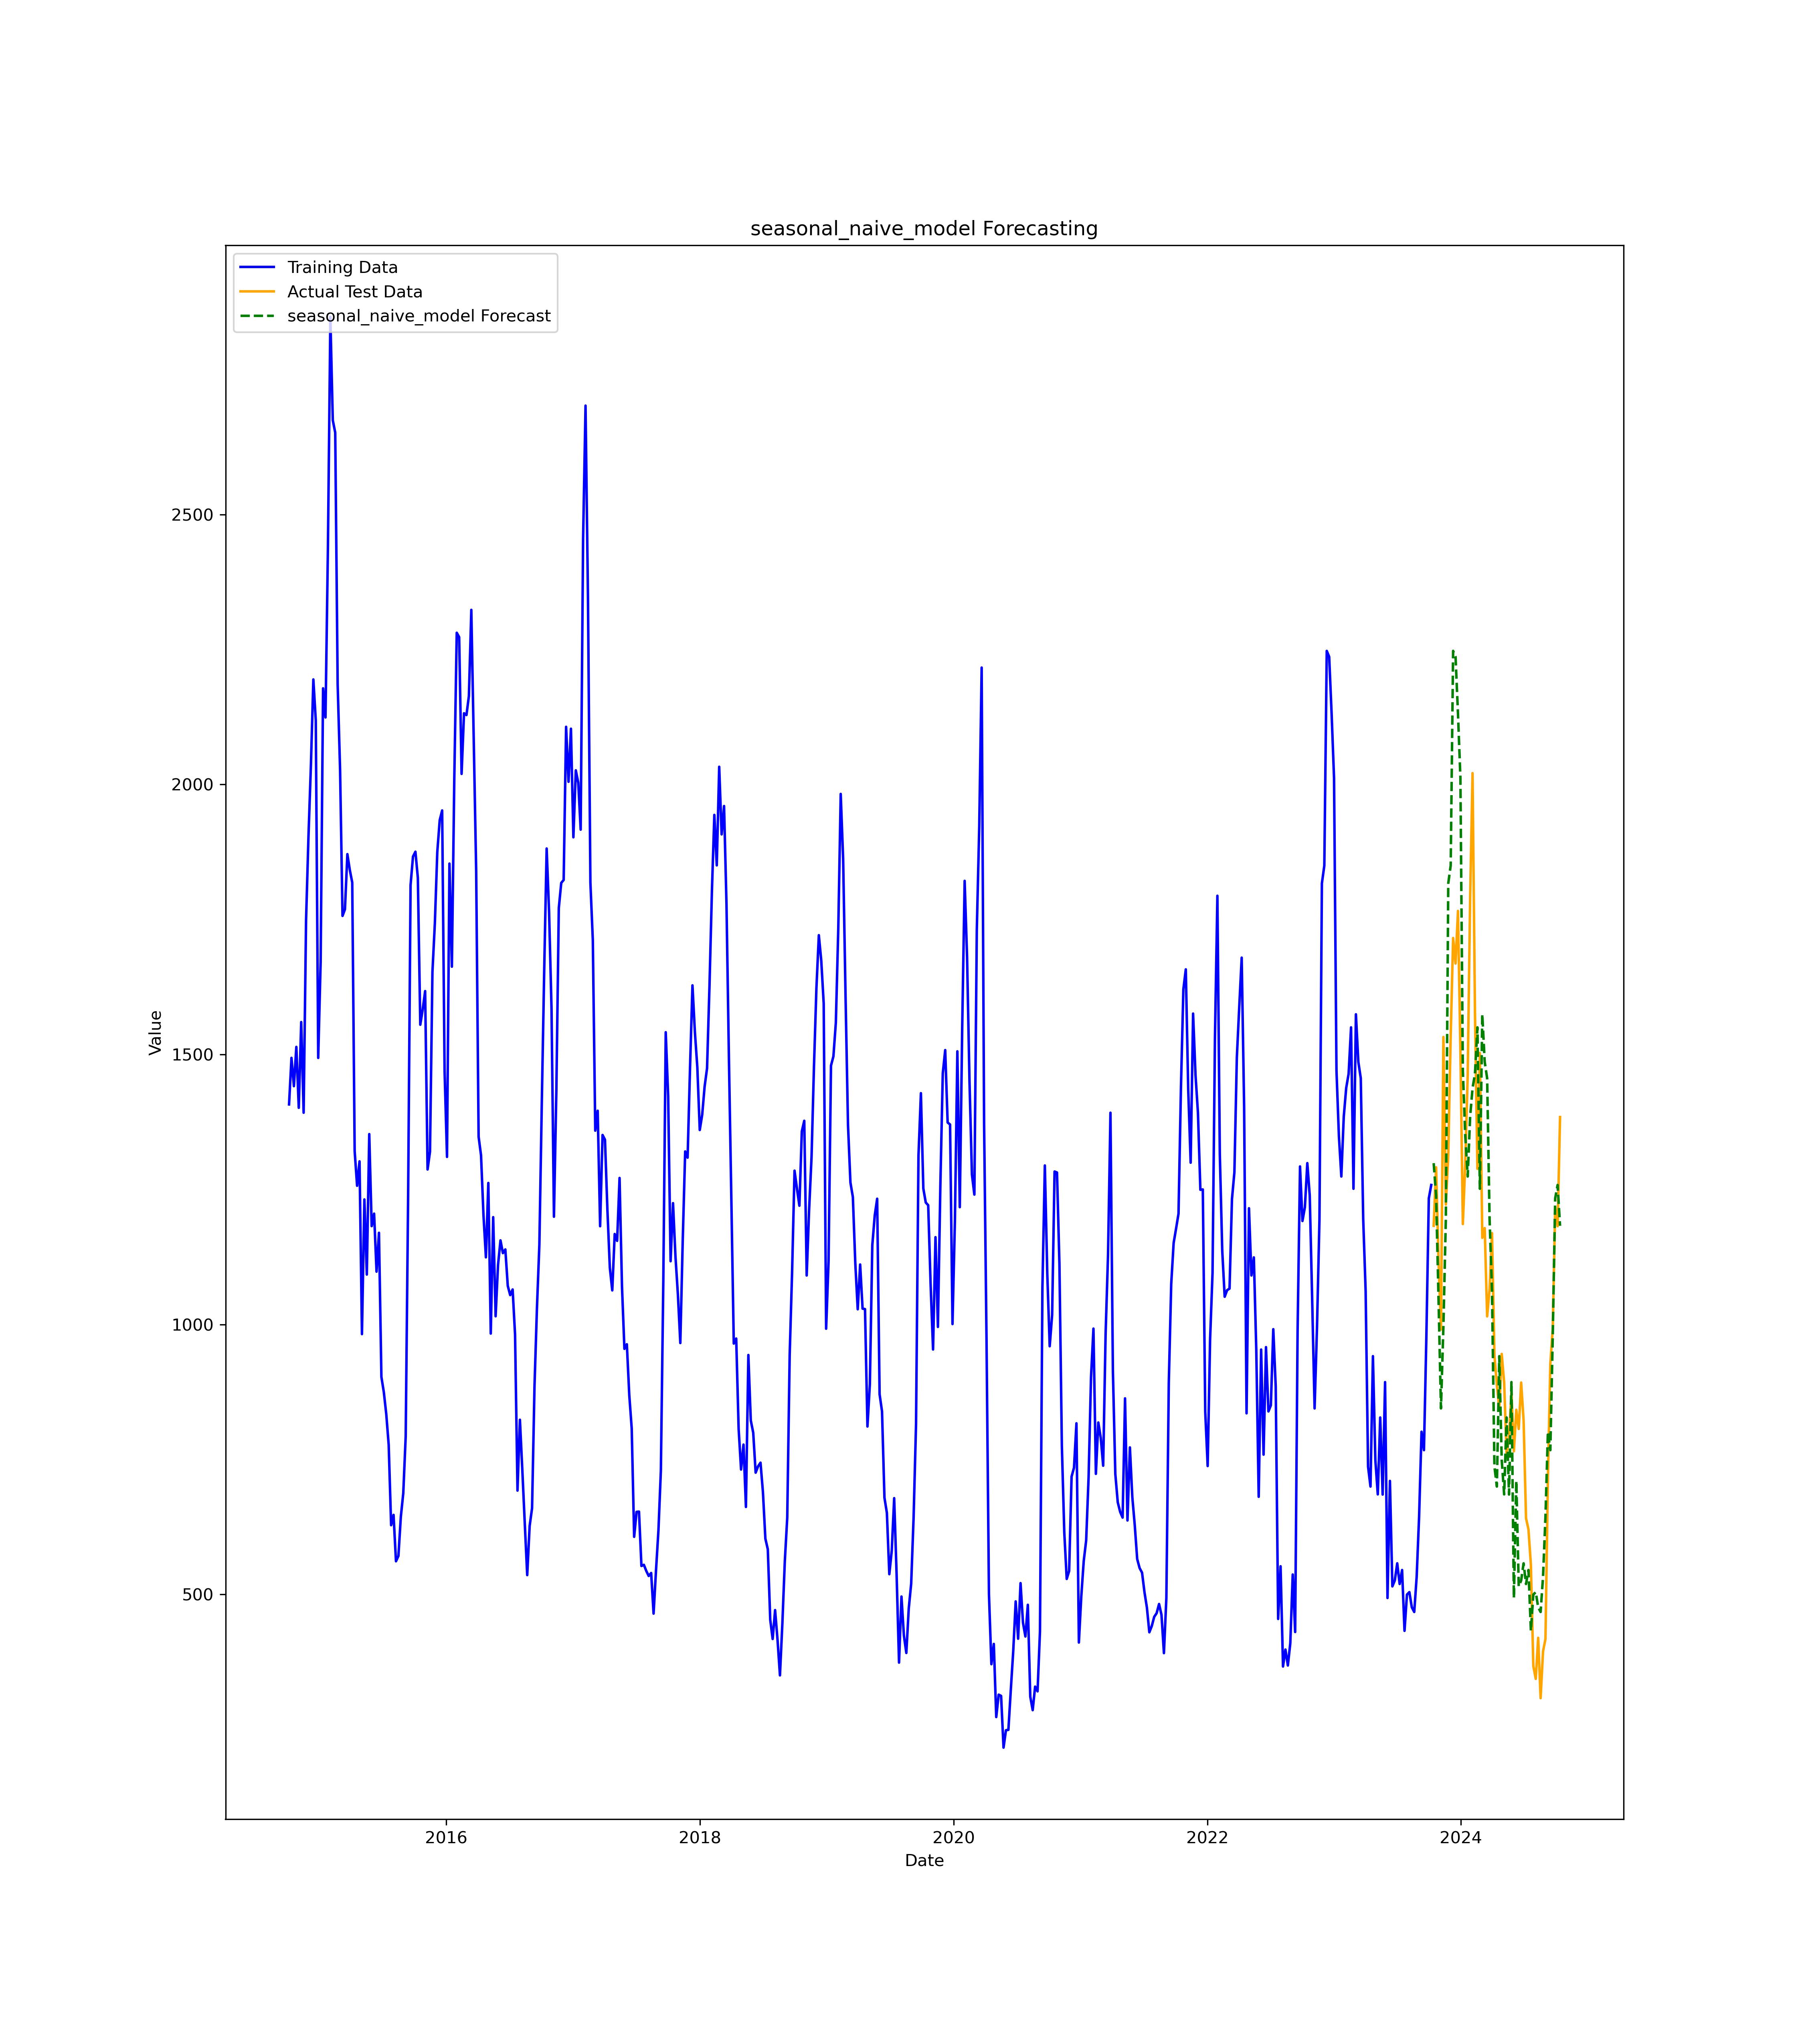 seasonal_naive_model Forecasting
Training Data
Actual Test Data
seasonal_naive_model Forecast
2500
2000
1500
1000
500
Value
2016 2018 2020 2022 2024
Date